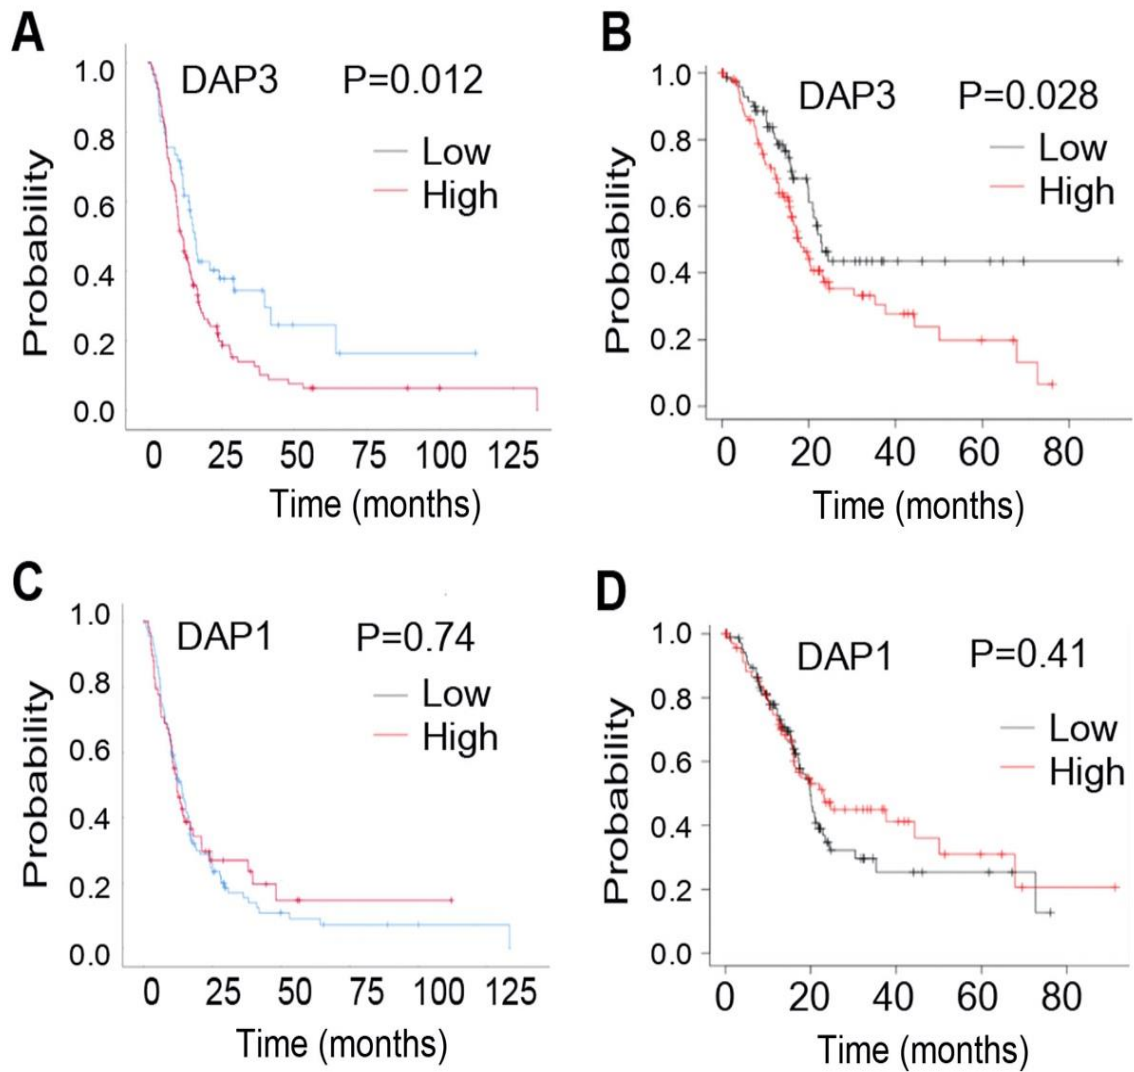 A
DAP3 P=0.012
Low
High
Probability
1.0
0.8
0.6
0.4
0.2
0.0
0 25 50 75 100 125
Time (months)
B
DAP3 P=0.028
Low
High
Probability
1.0
0.8
0.6
0.4
0.2
0.0
0 20 40 60 80
Time (months)
C
DAP1 P=0.74
Low
High
Probability
1.0
0.8
0.6
0.4
0.2
0.0
0 25 50 75 100 125
Time (months)
D
DAP1 P=0.41
Low
High
Probability
1.0
0.8
0.6
0.4
0.2
0.0
0 20 40 60 80
Time (months)